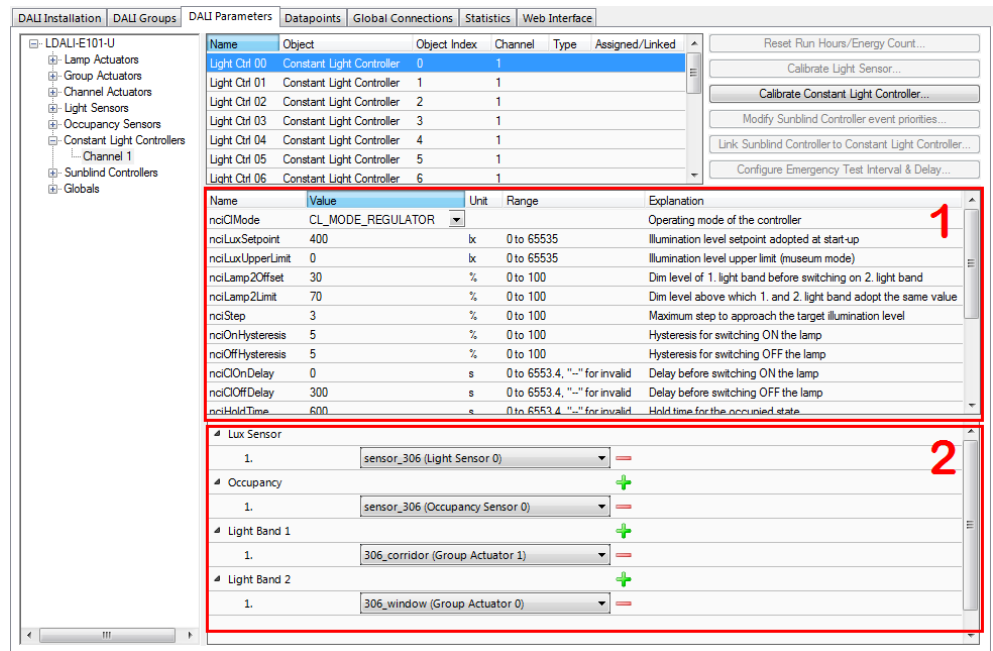 DALI Installation DALI Groups DALI Parameters Datapoints Global Connections Statistics Web Interface
LDALI-E101-U
Lamp Actuators
Group Actuators
Channel Actuators
Light Sensors
Occupancy Sensors
Constant Light Controllers
Channel 1
Sunblind Controllers
Globals
Name Object Object Index Channel Type Assigned/Linked
Light Ctrl 00 Constant Light Controller 0 1
Light Ctrl 01 Constant Light Controller 1 1
Light Ctrl 02 Constant Light Controller 2 1
Light Ctrl 03 Constant Light Controller 3 1
Light Ctrl 04 Constant Light Controller 4 1
Light Ctrl 05 Constant Light Controller 5 1
Light Ctrl 06 Constant Light Controller 6 1
Reset Run Hours/Energy Count...
Calibrate Light Sensor...
Calibrate Constant Light Controller...
Modify Sunblind Controller event priorities...
Link Sunblind Controller to Constant Light Controller...
Configure Emergency Test Interval & Delay...
1
Name Value Unit Range Explanation
nciClMode CL_MODE_REGULATOR Operating mode of the controller
nciLuxSetpoint 400 lx 0 to 65535 Illumination level setpoint adopted at start-up
nciLuxUpperLimit 0 lx 0 to 65535 Illumination level upper limit (museum mode)
nciLamp2Offset 30 % 0 to 100 Dim level of 1. light band before switching on 2. light band
nciLamp2Limit 70 % 0 to 100 Dim level above which 1. and 2. light band adopt the same value
nciStep 3 % 0 to 100 Maximum step to approach the target illumination level
nciOnHysteresis 5 % 0 to 100 Hysteresis for switching ON the lamp
nciOffHysteresis 5 % 0 to 100 Hysteresis for switching OFF the lamp
nciClOnDelay 0 s 0 to 6553.4, "--" for invalid Delay before switching ON the lamp
nciClOffDelay 300 s 0 to 6553.4, "--" for invalid Delay before switching OFF the lamp
nciHoldTime 600 s 0 to 6553.4, "--" for invalid Hold time for the occupied state
2
Lux Sensor
1. sensor_306 (Light Sensor 0)
Occupancy
1. sensor_306 (Occupancy Sensor 0)
Light Band 1
1. 306_corridor (Group Actuator 1)
Light Band 2
1. 306_window (Group Actuator 0)